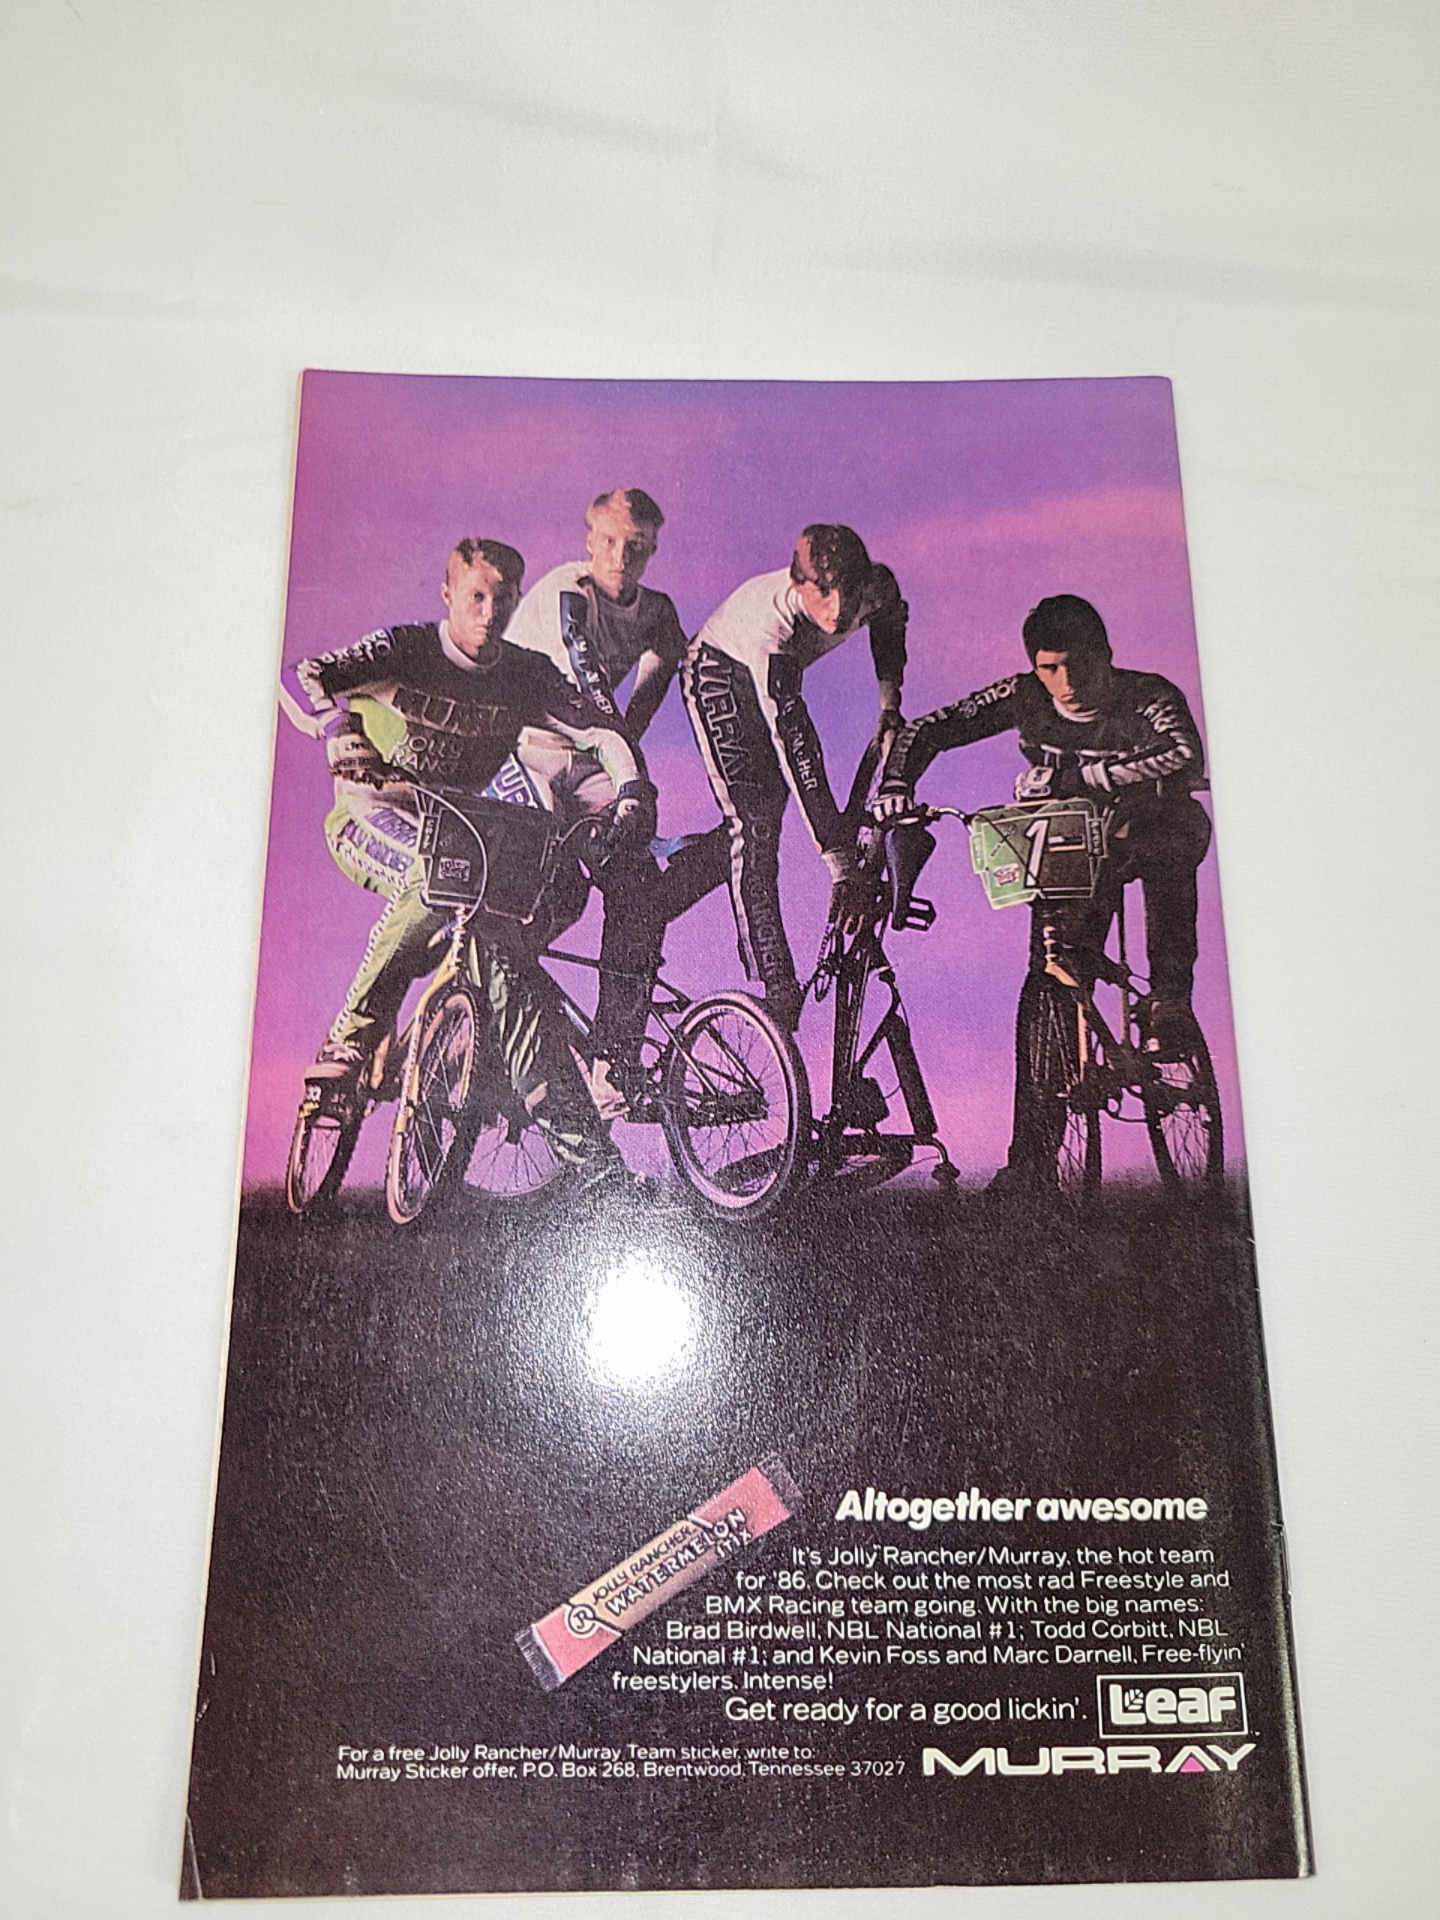 MURRAY
JOLLY
RANCHER
1
JOLLY RANCHER
WATERMELON
STIX
Altogether awesome
It's Jolly Rancher/Murray, the hot team
for '86. Check out the most rad Freestyle and
BMX Racing team going. With the big names:
Brad Birdwell, NBL National #1; Todd Corbitt, NBL
National #1; and Kevin Foss and Marc Darnell, Free-flyin'
freestylers. Intense!
Get ready for a good lickin'.
Leaf
For a free Jolly Rancher/Murray Team sticker, write to:
Murray Sticker offer, P.O. Box 268, Brentwood, Tennessee 37027
MURRAY